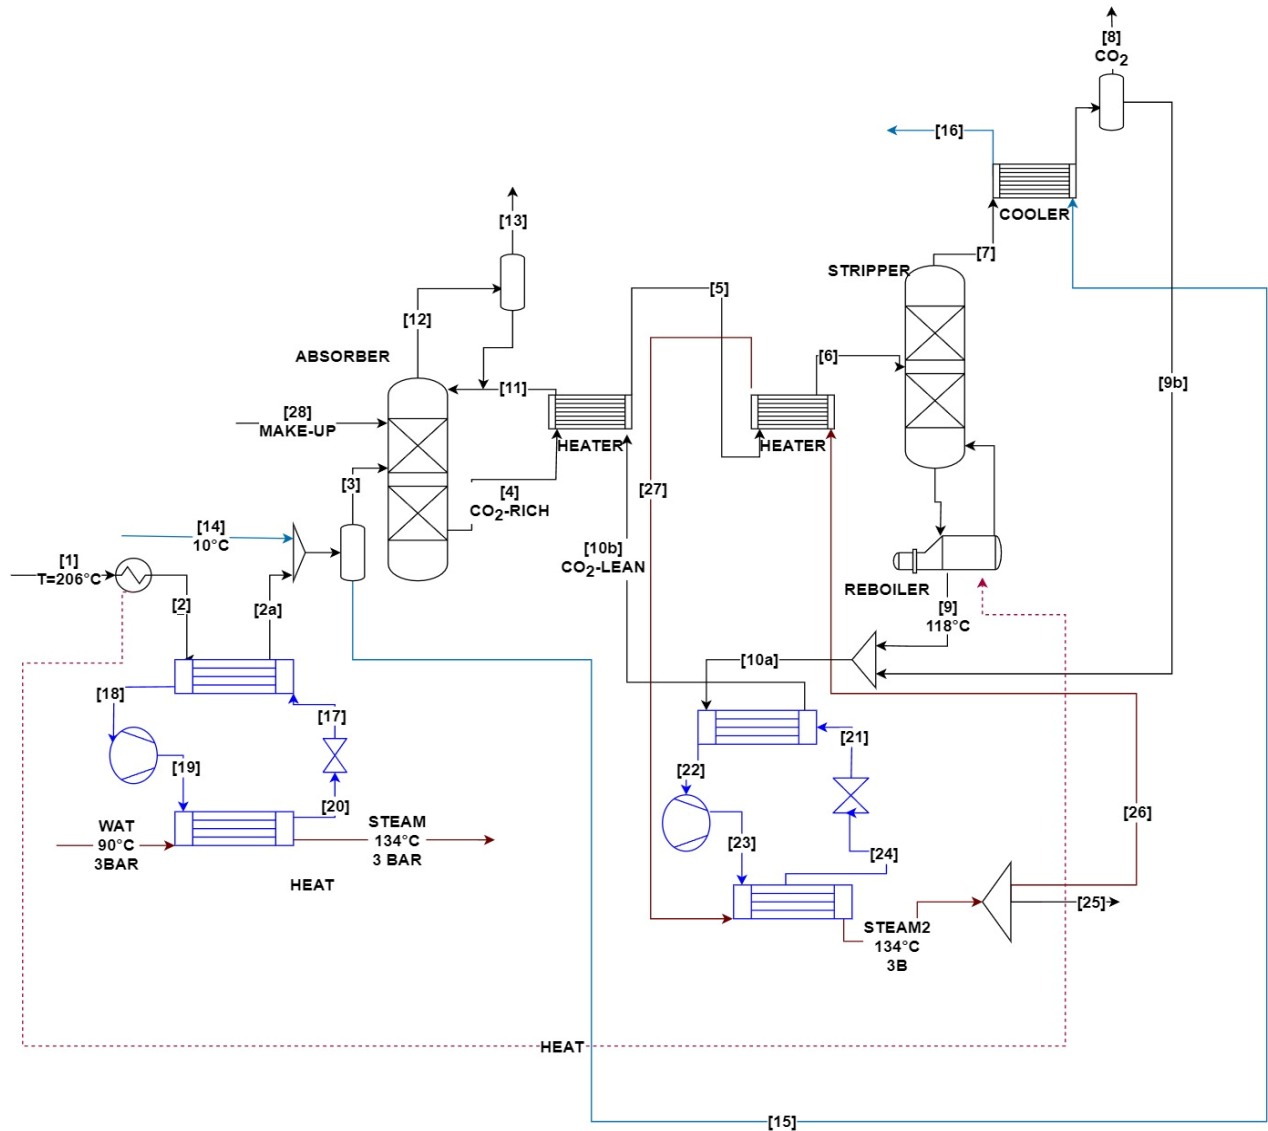 [8]
CO2
[16]
COOLER
[13]
[7]
STRIPPER
[5]
[12]
ABSORBER
[6]
[9b]
[11]
[28]
MAKE-UP
HEATER
HEATER
[3]
[27]
[4]
CO2-RICH
[14]
10°C
[10b]
CO2-LEAN
[1]
T=206°C
REBOILER
[2]
[2a]
[9]
118°C
[10a]
[18]
[17]
[21]
[19]
[22]
[20]
[26]
WAT
90°C
3BAR
STEAM
134°C
3 BAR
[23]
[24]
HEAT
[25]
STEAM2
134°C
3B
HEAT
[15]